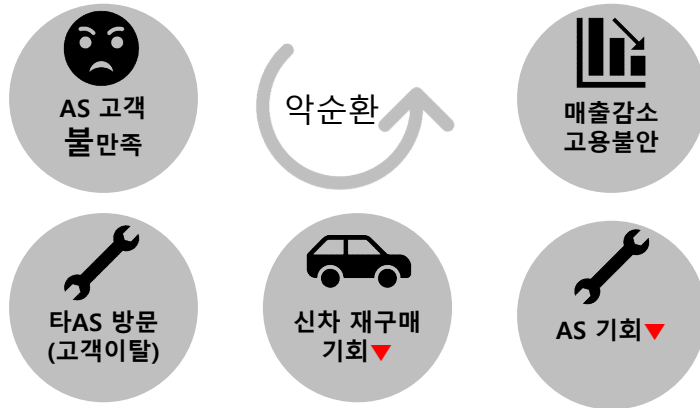 AS 고객
불만족
악순환
매출감소
고용불안
타AS 방문
(고객이탈)
신차 재구매
기회▼
AS 기회▼